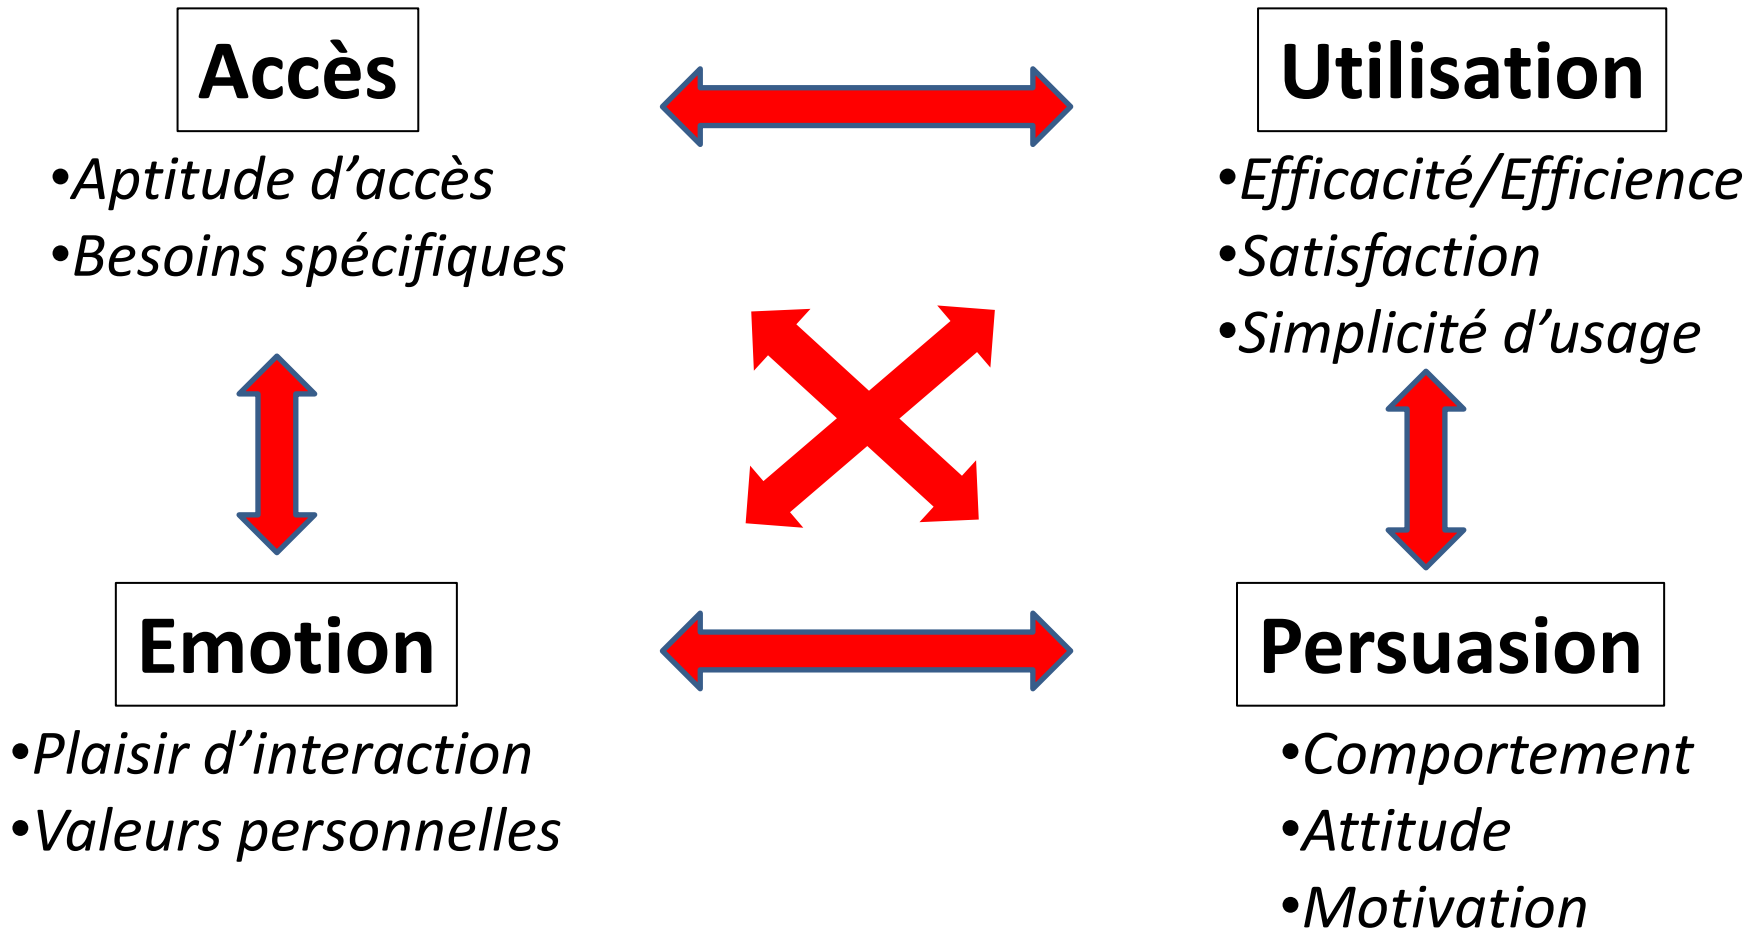 Accès
•Aptitude d’accès
•Besoins spécifiques
Utilisation
•Efficacité/Efficience
•Satisfaction
•Simplicité d’usage
Emotion
•Plaisir d’interaction
•Valeurs personnelles
Persuasion
•Comportement
•Attitude
•Motivation